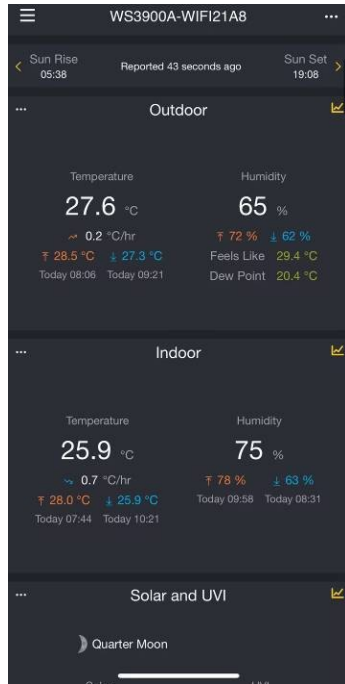 WS3900A-WIFI21A8
Sun Rise
05:38
Reported 43 seconds ago
Sun Set
19:08
Outdoor
Temperature
27.6 °C
0.2 °C/hr
28.5 °C 27.3 °C
Today 08:06 Today 09:21
Humidity
65 %
72 % 62 %
Feels Like 29.4 °C
Dew Point 20.4 °C
Indoor
Temperature
25.9 °C
0.7 °C/hr
28.0 °C 25.9 °C
Today 07:44 Today 10:21
Humidity
75 %
78 % 63 %
Today 09:58 Today 08:31
Solar and UVI
Quarter Moon